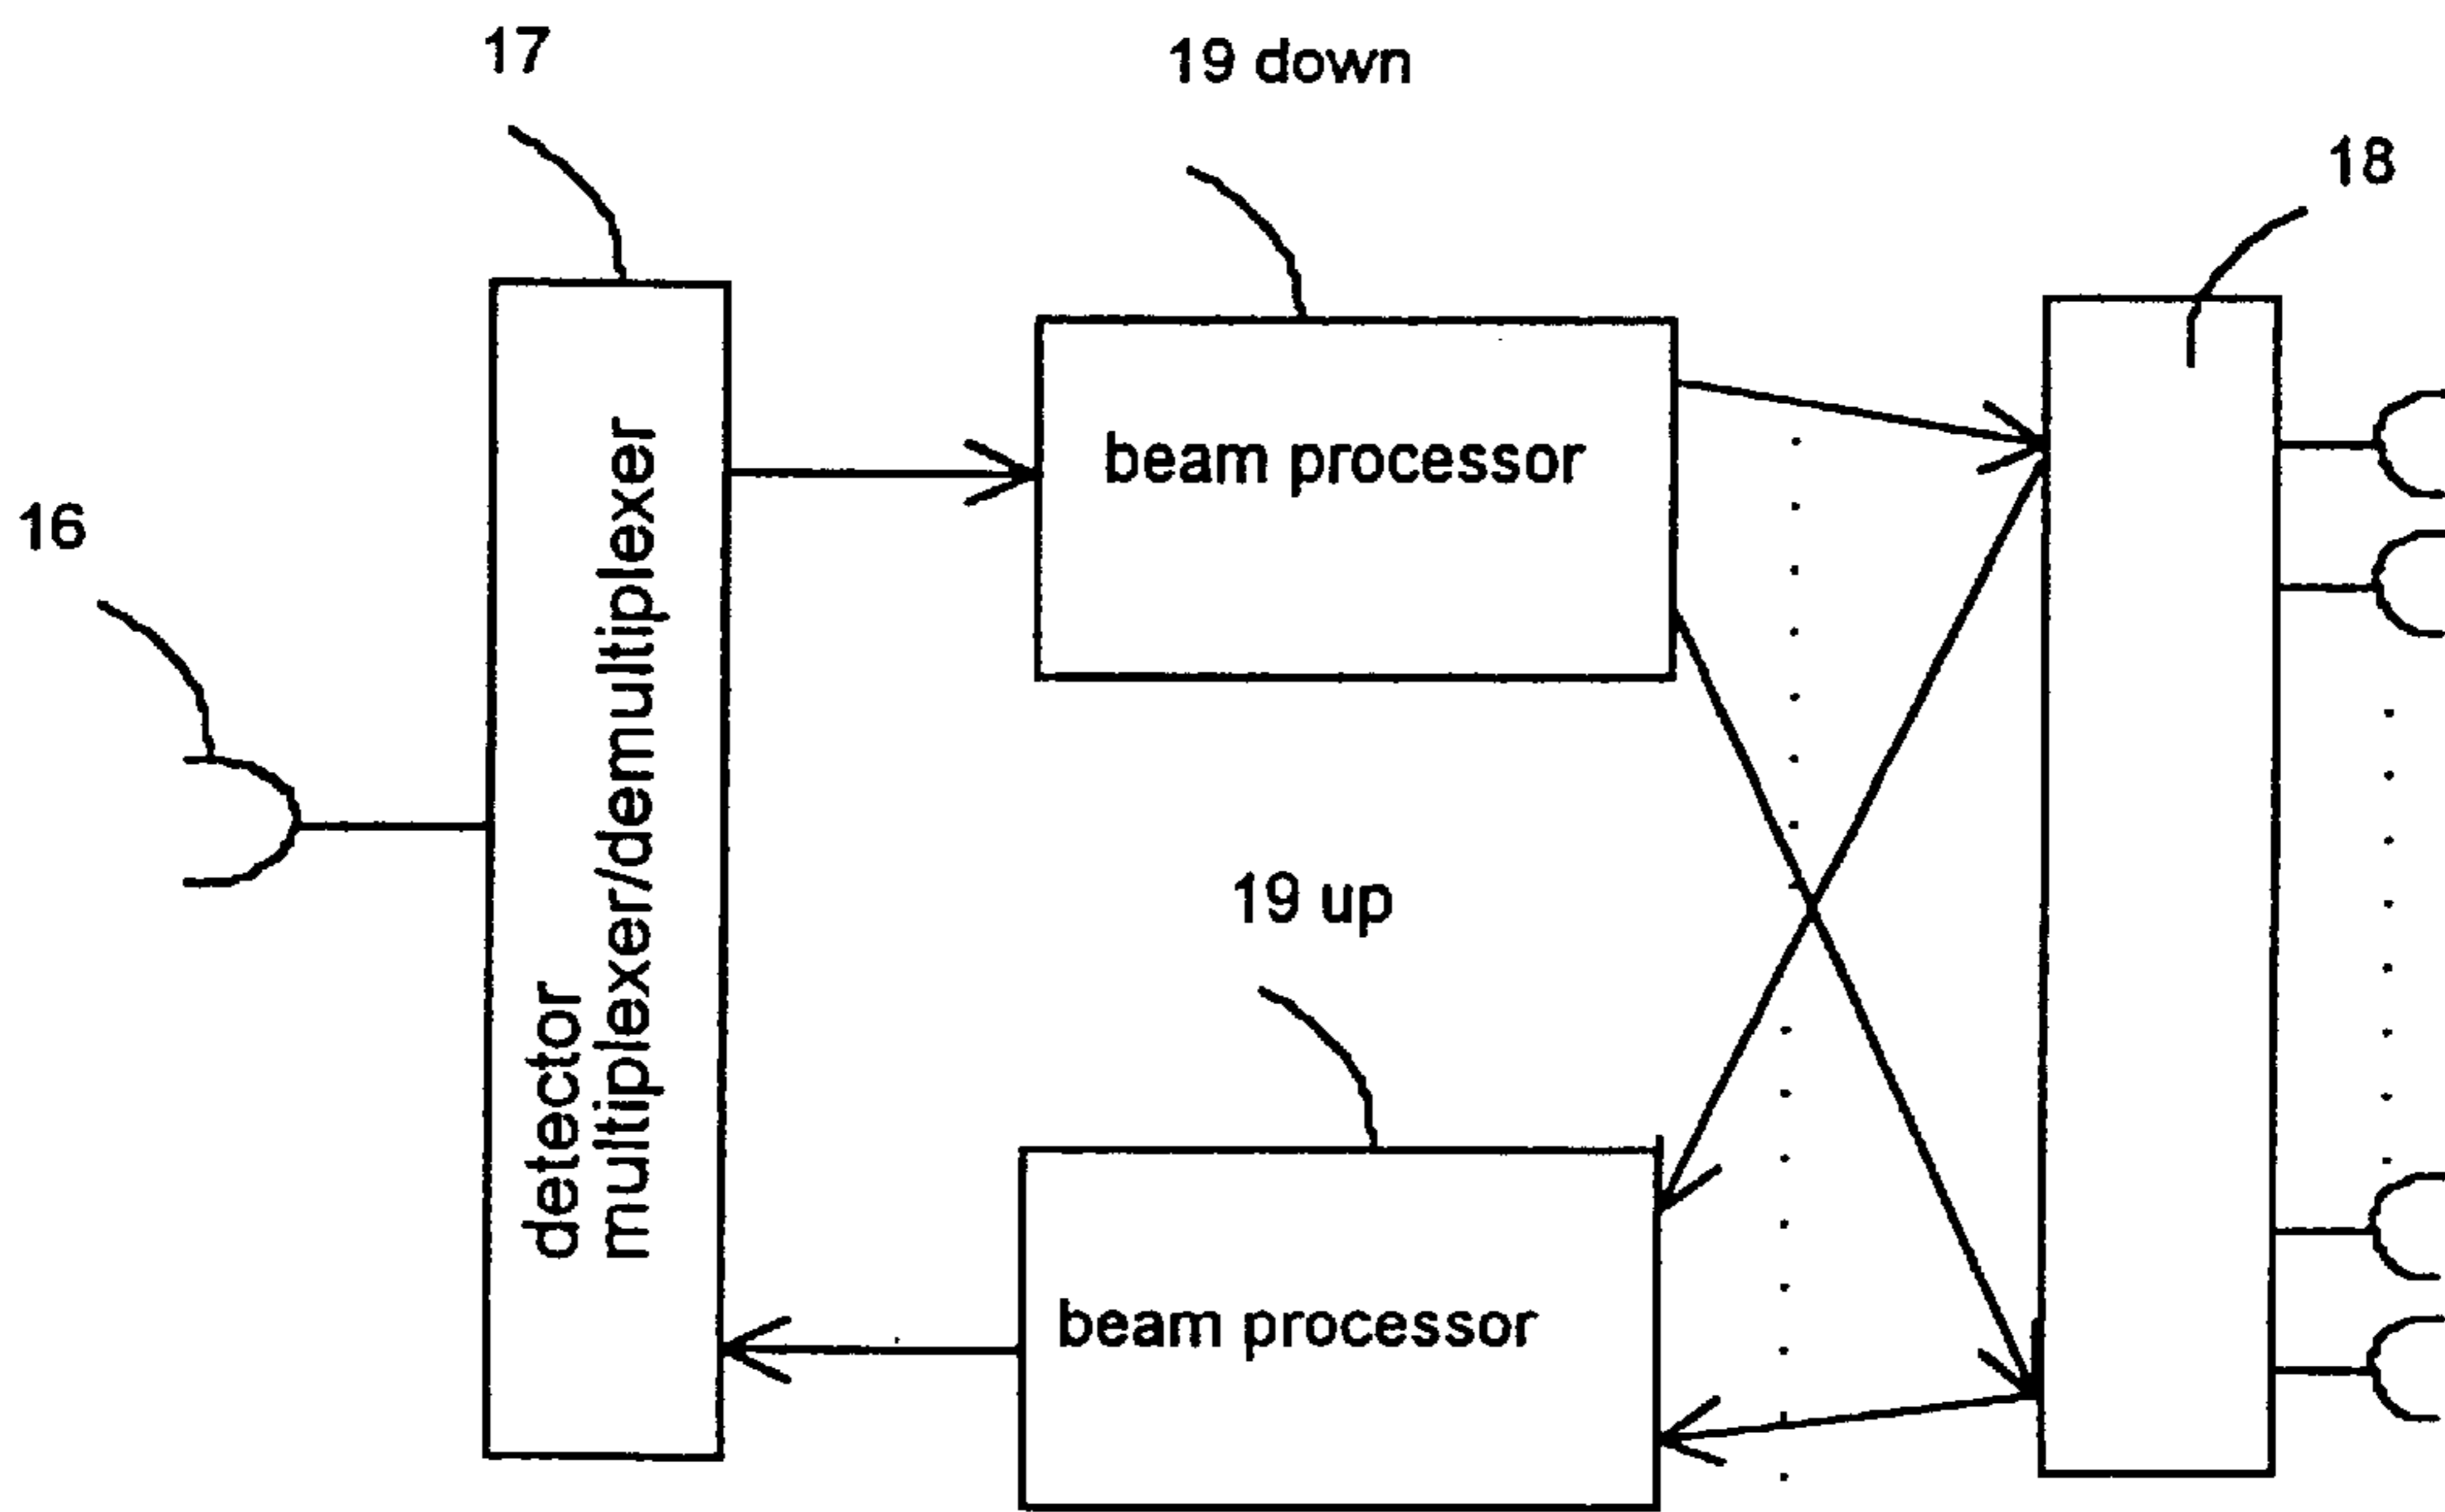 17
19 down
18
16
detector
multiplexer/demultiplexer
beam processor
19 up
beam processor